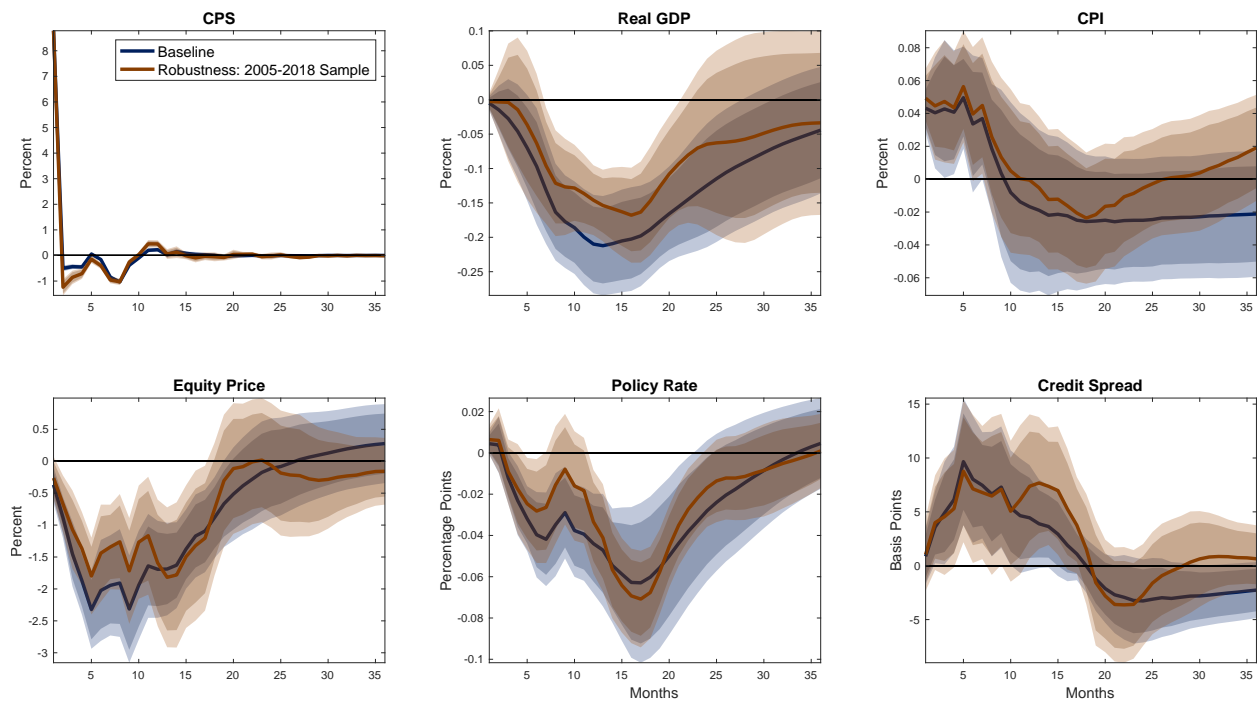 CPS
Percent
8
7
6
5
4
3
2
1
0
-1
5 10 15 20 25 30 35
Baseline
Robustness: 2005-2018 Sample
Real GDP
Percent
0.1
0.05
0
-0.05
-0.1
-0.15
-0.2
-0.25
5 10 15 20 25 30 35
CPI
Percent
0.08
0.06
0.04
0.02
0
-0.02
-0.04
-0.06
5 10 15 20 25 30 35
Equity Price
Percent
0.5
0
-0.5
-1
-1.5
-2
-2.5
-3
5 10 15 20 25 30 35
Policy Rate
Percentage Points
0.02
0
-0.02
-0.04
-0.06
-0.08
-0.1
5 10 15 20 25 30 35
Months
Credit Spread
Basis Points
15
10
5
0
-5
5 10 15 20 25 30 35
Months